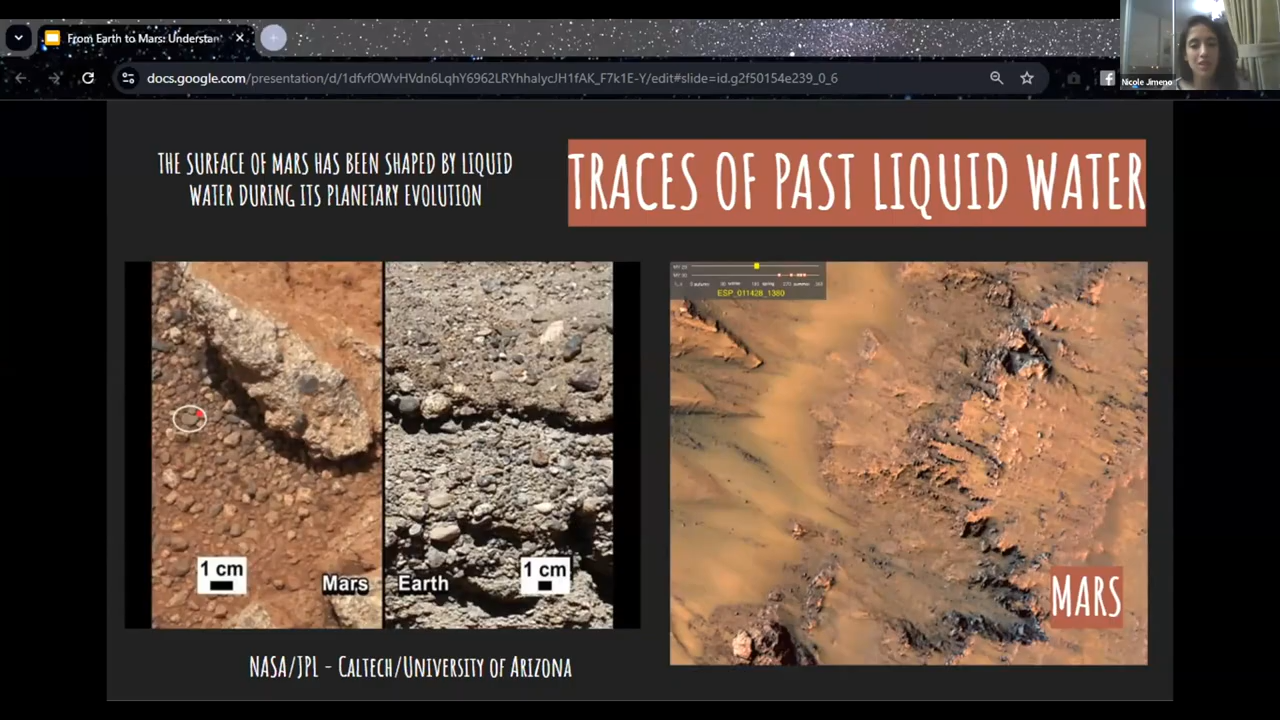 From Earth to Mars: Understan
docs.google.com/presentation/d/1dfvfOWvHVdn6LqhY6962LRYhhalycJH1fAK_F7k1E-Y/edit#slide=id.g2f50154e239_0_6
Nicole Jimeno
THE SURFACE OF MARS HAS BEEN SHAPED BY LIQUID
WATER DURING ITS PLANETARY EVOLUTION
TRACES OF PAST LIQUID WATER
ESP_011428_1380
1 cm
Mars
Earth
1 cm
MARS
NASA/JPL - CALTECH/UNIVERSITY OF ARIZONA